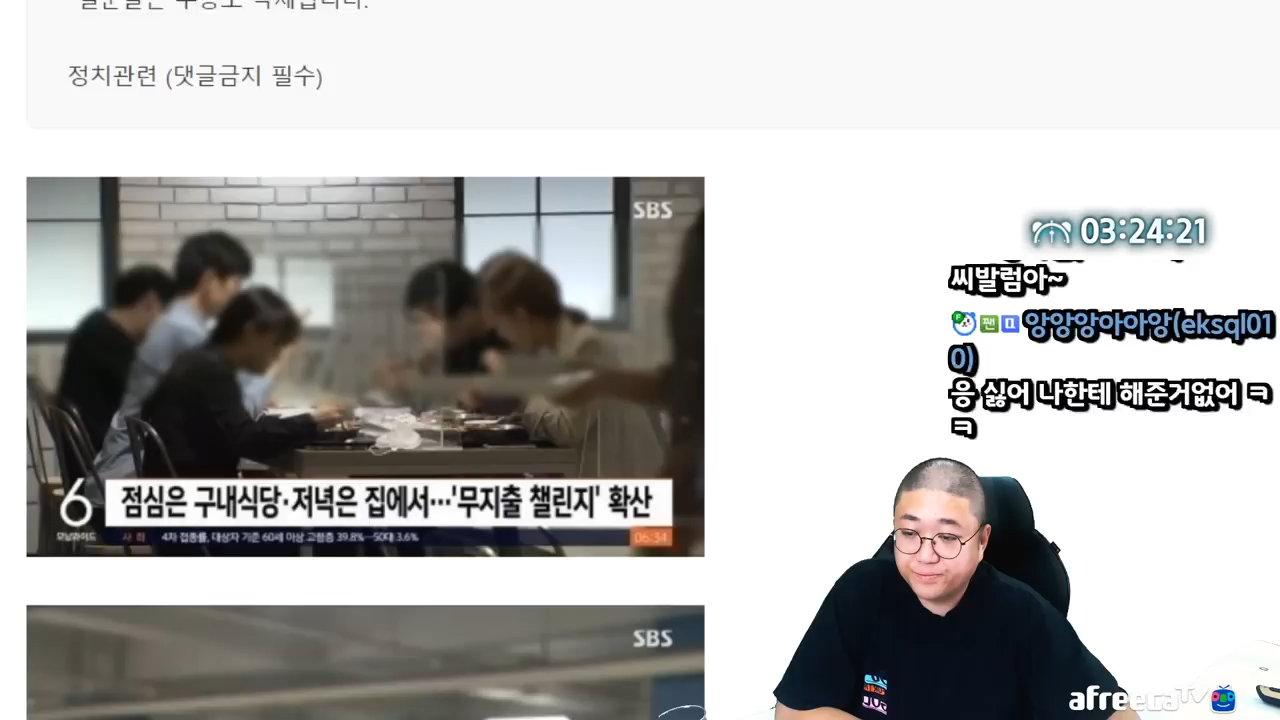 정치관련 (댓글금지 필수)
SBS
03:24:21
씨발럼아~
앙앙앙아아앙(eksql01
0)
응 싫어 나한테 해준거없어 ㅋ
ㅋ
6
모닝와이드
점심은 구내식당·저녁은 집에서…'무지출 챌린지' 확산
사 회 4차 접종률, 대상자 기준 60세 이상 고령층 39.8%…50대 3.6%
06:34
SBS
afreecaTV